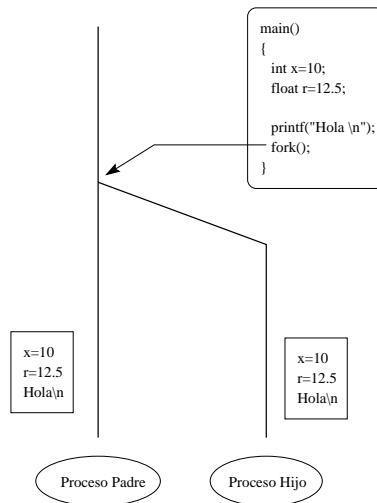 main()
{
int x=10;
float r=12.5;
printf("Hola \n");
fork();
}
x=10
r=12.5
Hola\n
x=10
r=12.5
Hola\n
Proceso Padre
Proceso Hijo